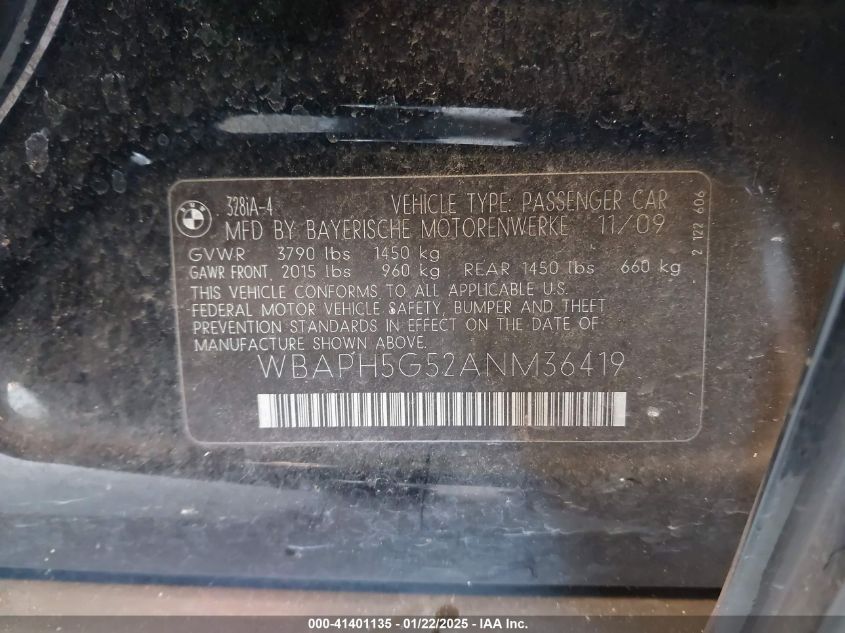 328iA-4 VEHICLE TYPE: PASSENGER CAR
MFD BY: BAYERISCHE MOTORENWERKE 11/09
GVWR 3790 lbs 1450 kg
GAWR FRONT, 2015 lbs 960 kg REAR 1450 lbs 660 kg
THIS VEHICLE CONFORMS TO ALL APPLICABLE U.S.
FEDERAL MOTOR VEHICLE SAFETY, BUMPER AND THEFT
PREVENTION STANDARDS IN EFFECT ON THE DATE OF
MANUFACTURE SHOWN ABOVE.
WBAPH5G52ANM36419
2 122 606
000-41401135 - 01/22/2025 - IAA Inc.